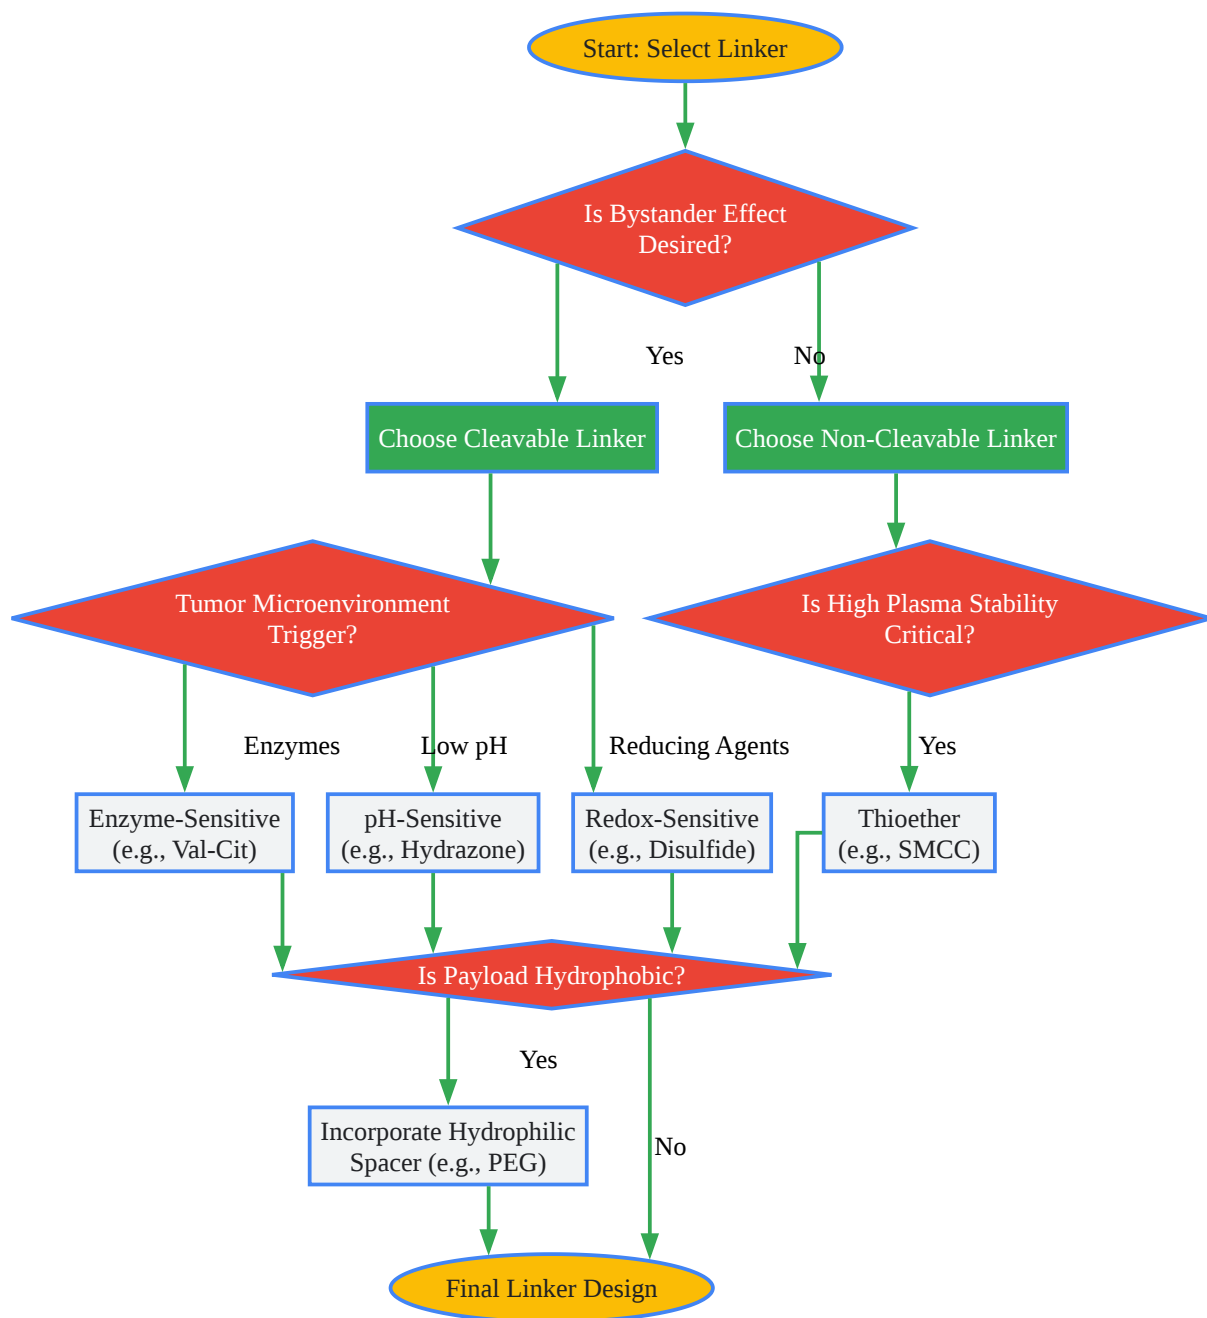 Start: Select Linker
Is Bystander Effect
Desired?
Yes
No
Choose Cleavable Linker
Choose Non-Cleavable Linker
Tumor Microenvironment
Trigger?
Is High Plasma Stability
Critical?
Enzymes
Low pH
Reducing Agents
Yes
Enzyme-Sensitive
(e.g., Val-Cit)
pH-Sensitive
(e.g., Hydrazone)
Redox-Sensitive
(e.g., Disulfide)
Thioether
(e.g., SMCC)
Is Payload Hydrophobic?
Yes
Incorporate Hydrophilic
Spacer (e.g., PEG)
No
Final Linker Design